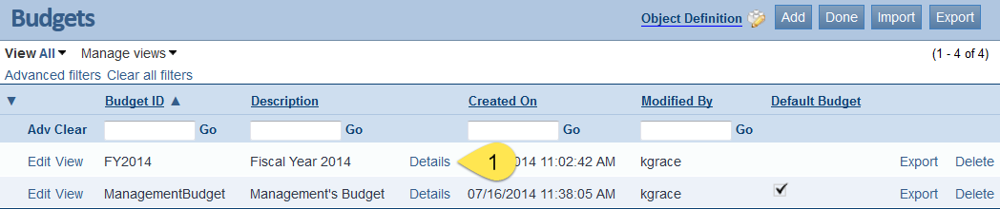 Budgets Object Definition Add Done Import Export
View All Manage views (1 - 4 of 4)
Advanced filters Clear all filters
Budget ID Description Created On Modified By Default Budget
Adv Clear Go Go Go Go
Edit View FY2014 Fiscal Year 2014 Details 1 014 11:02:42 AM kgrace Export Delete
Edit View ManagementBudget Management's Budget Details 07/16/2014 11:38:05 AM kgrace Export Delete